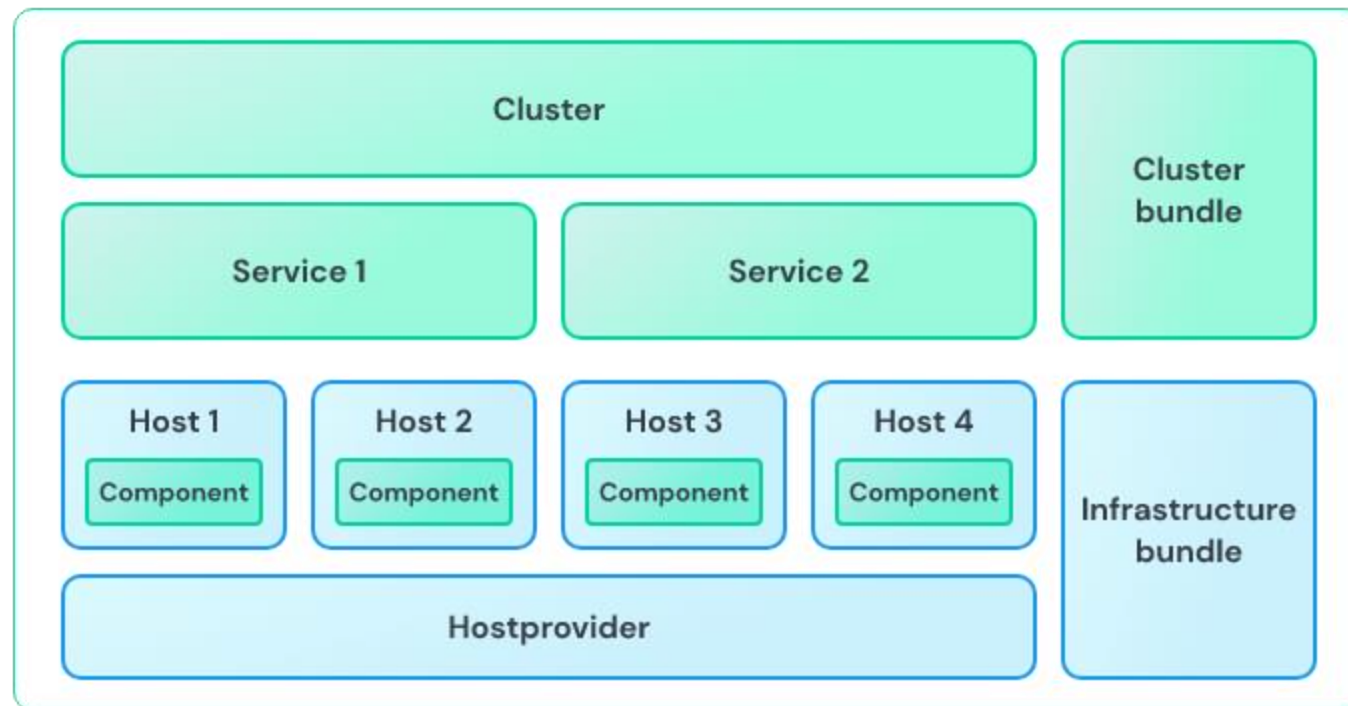 Cluster
Cluster
bundle
Service 1
Service 2
Host 1
Host 2
Host 3
Host 4
Component
Component
Component
Component
Infrastructure
bundle
Hostprovider